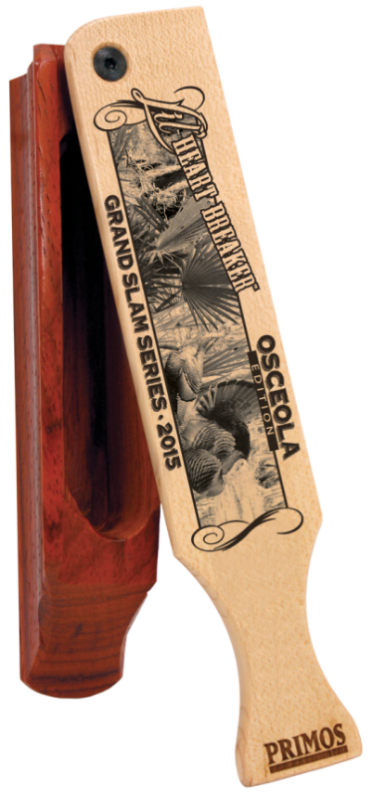 Lil'
HEART BREAKER
GRAND SLAM SERIES · 2015
OSCEOLA
EDITION
PRIMOS